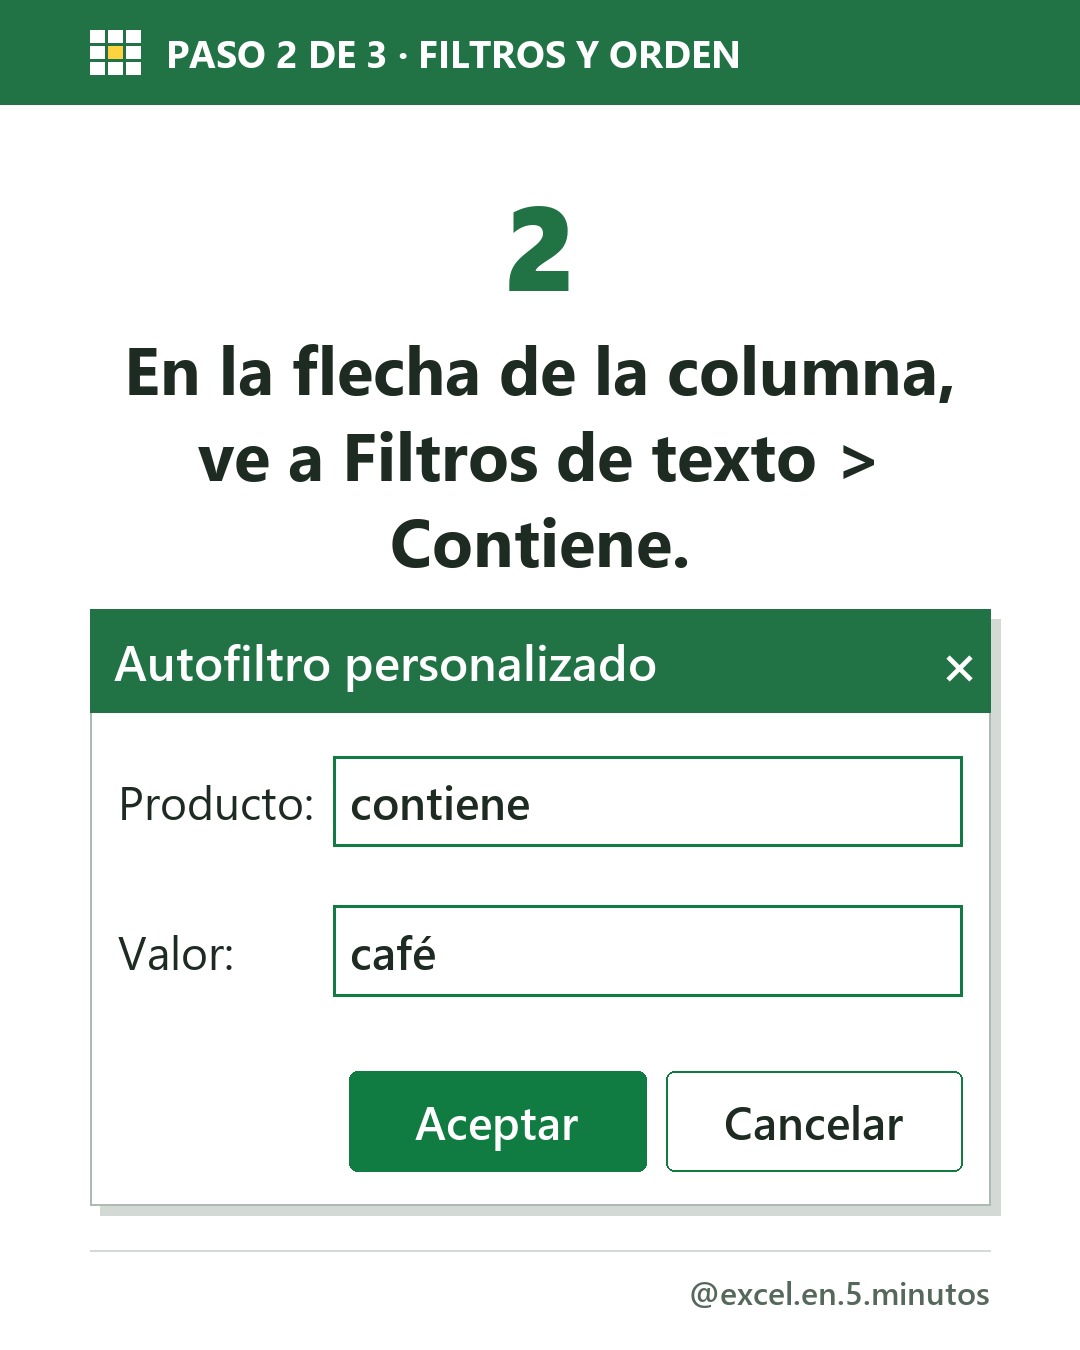 PASO 2 DE 3 · FILTROS Y ORDEN
2
En la flecha de la columna,
ve a Filtros de texto >
Contiene.
Autofiltro personalizado ×
Producto: contiene
Valor: café
Aceptar Cancelar
@excel.en.5.minutos